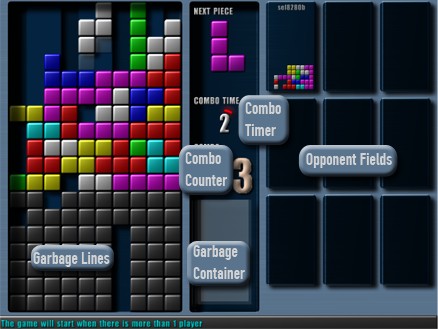 NEXT PIECE
set8280b
COMBO TIME
2
Combo
Timer
Combo
Counter
3
Opponent Fields
Garbage Lines
Garbage
Container
The game will start when there is more than 1 player